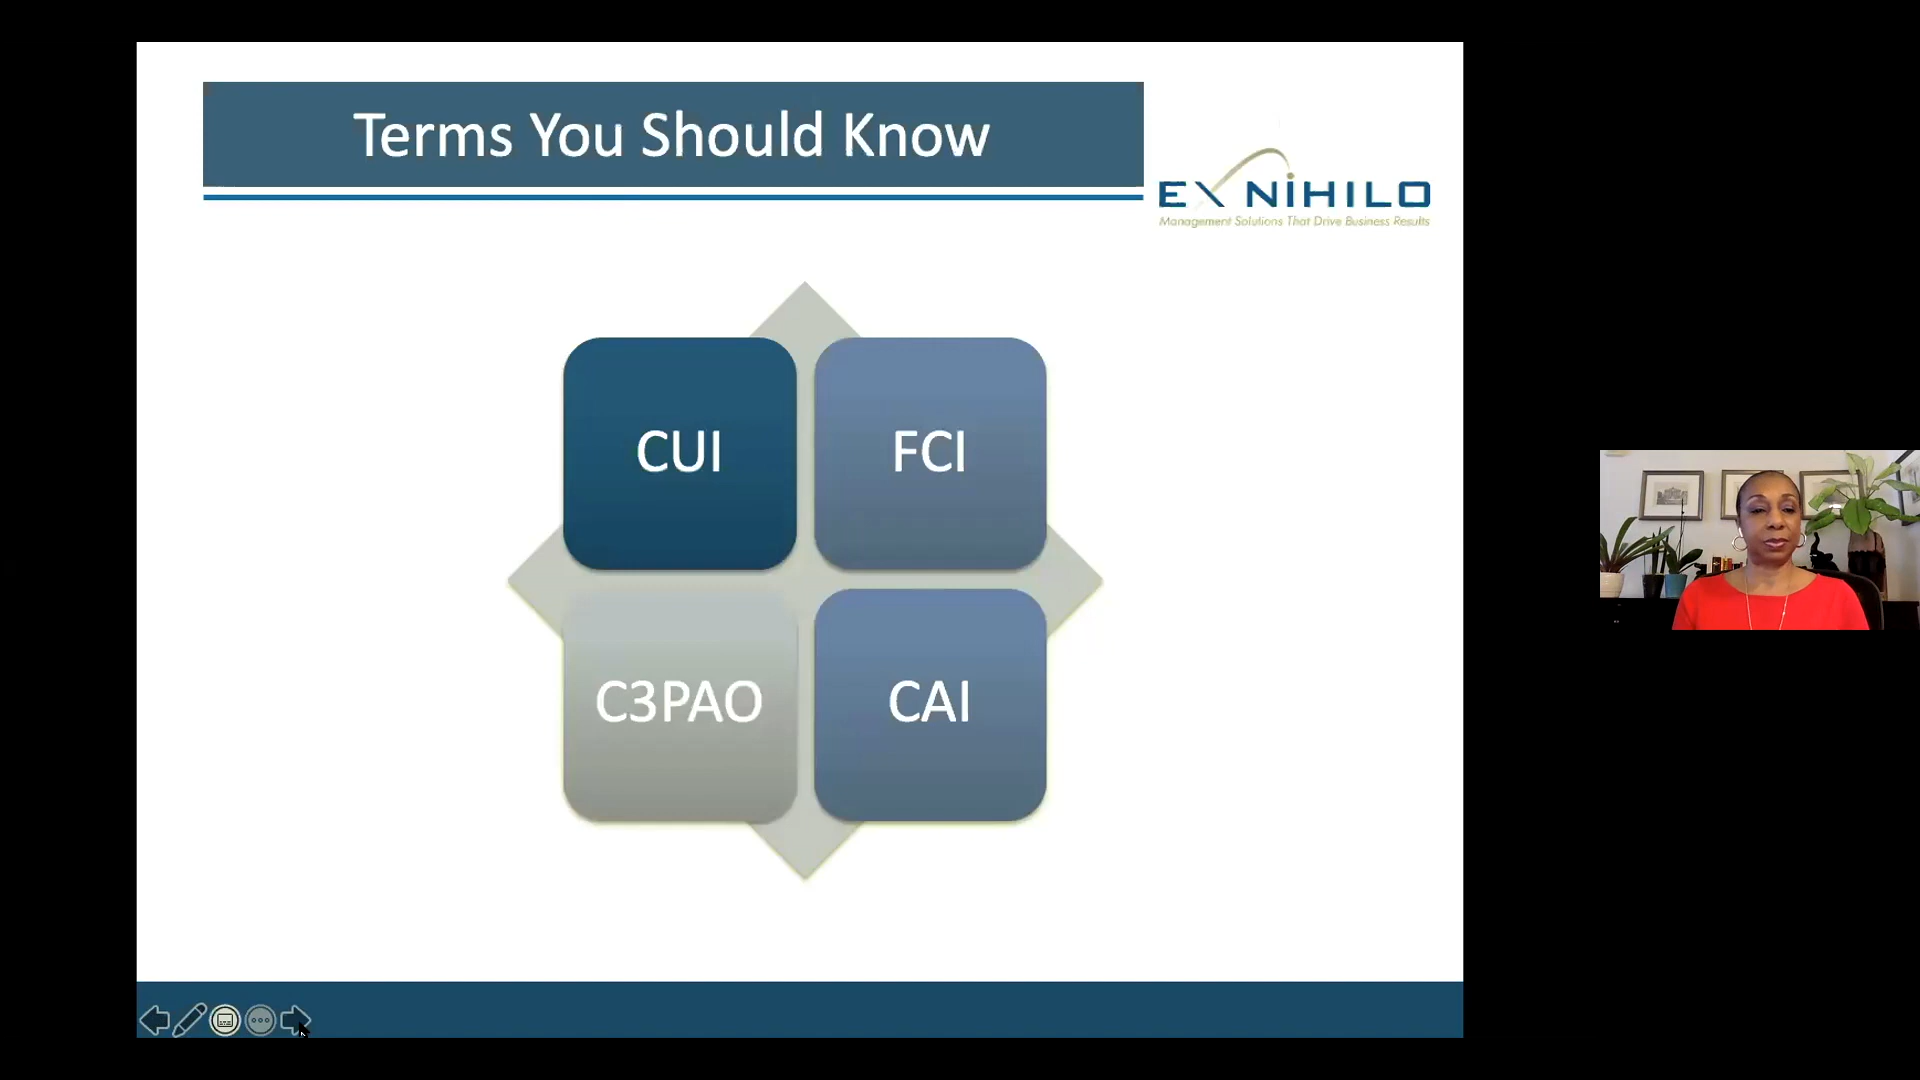 Terms You Should Know
EX NIHILO
Management Solutions That Drive Business Results
CUI
FCI
C3PAO
CAI